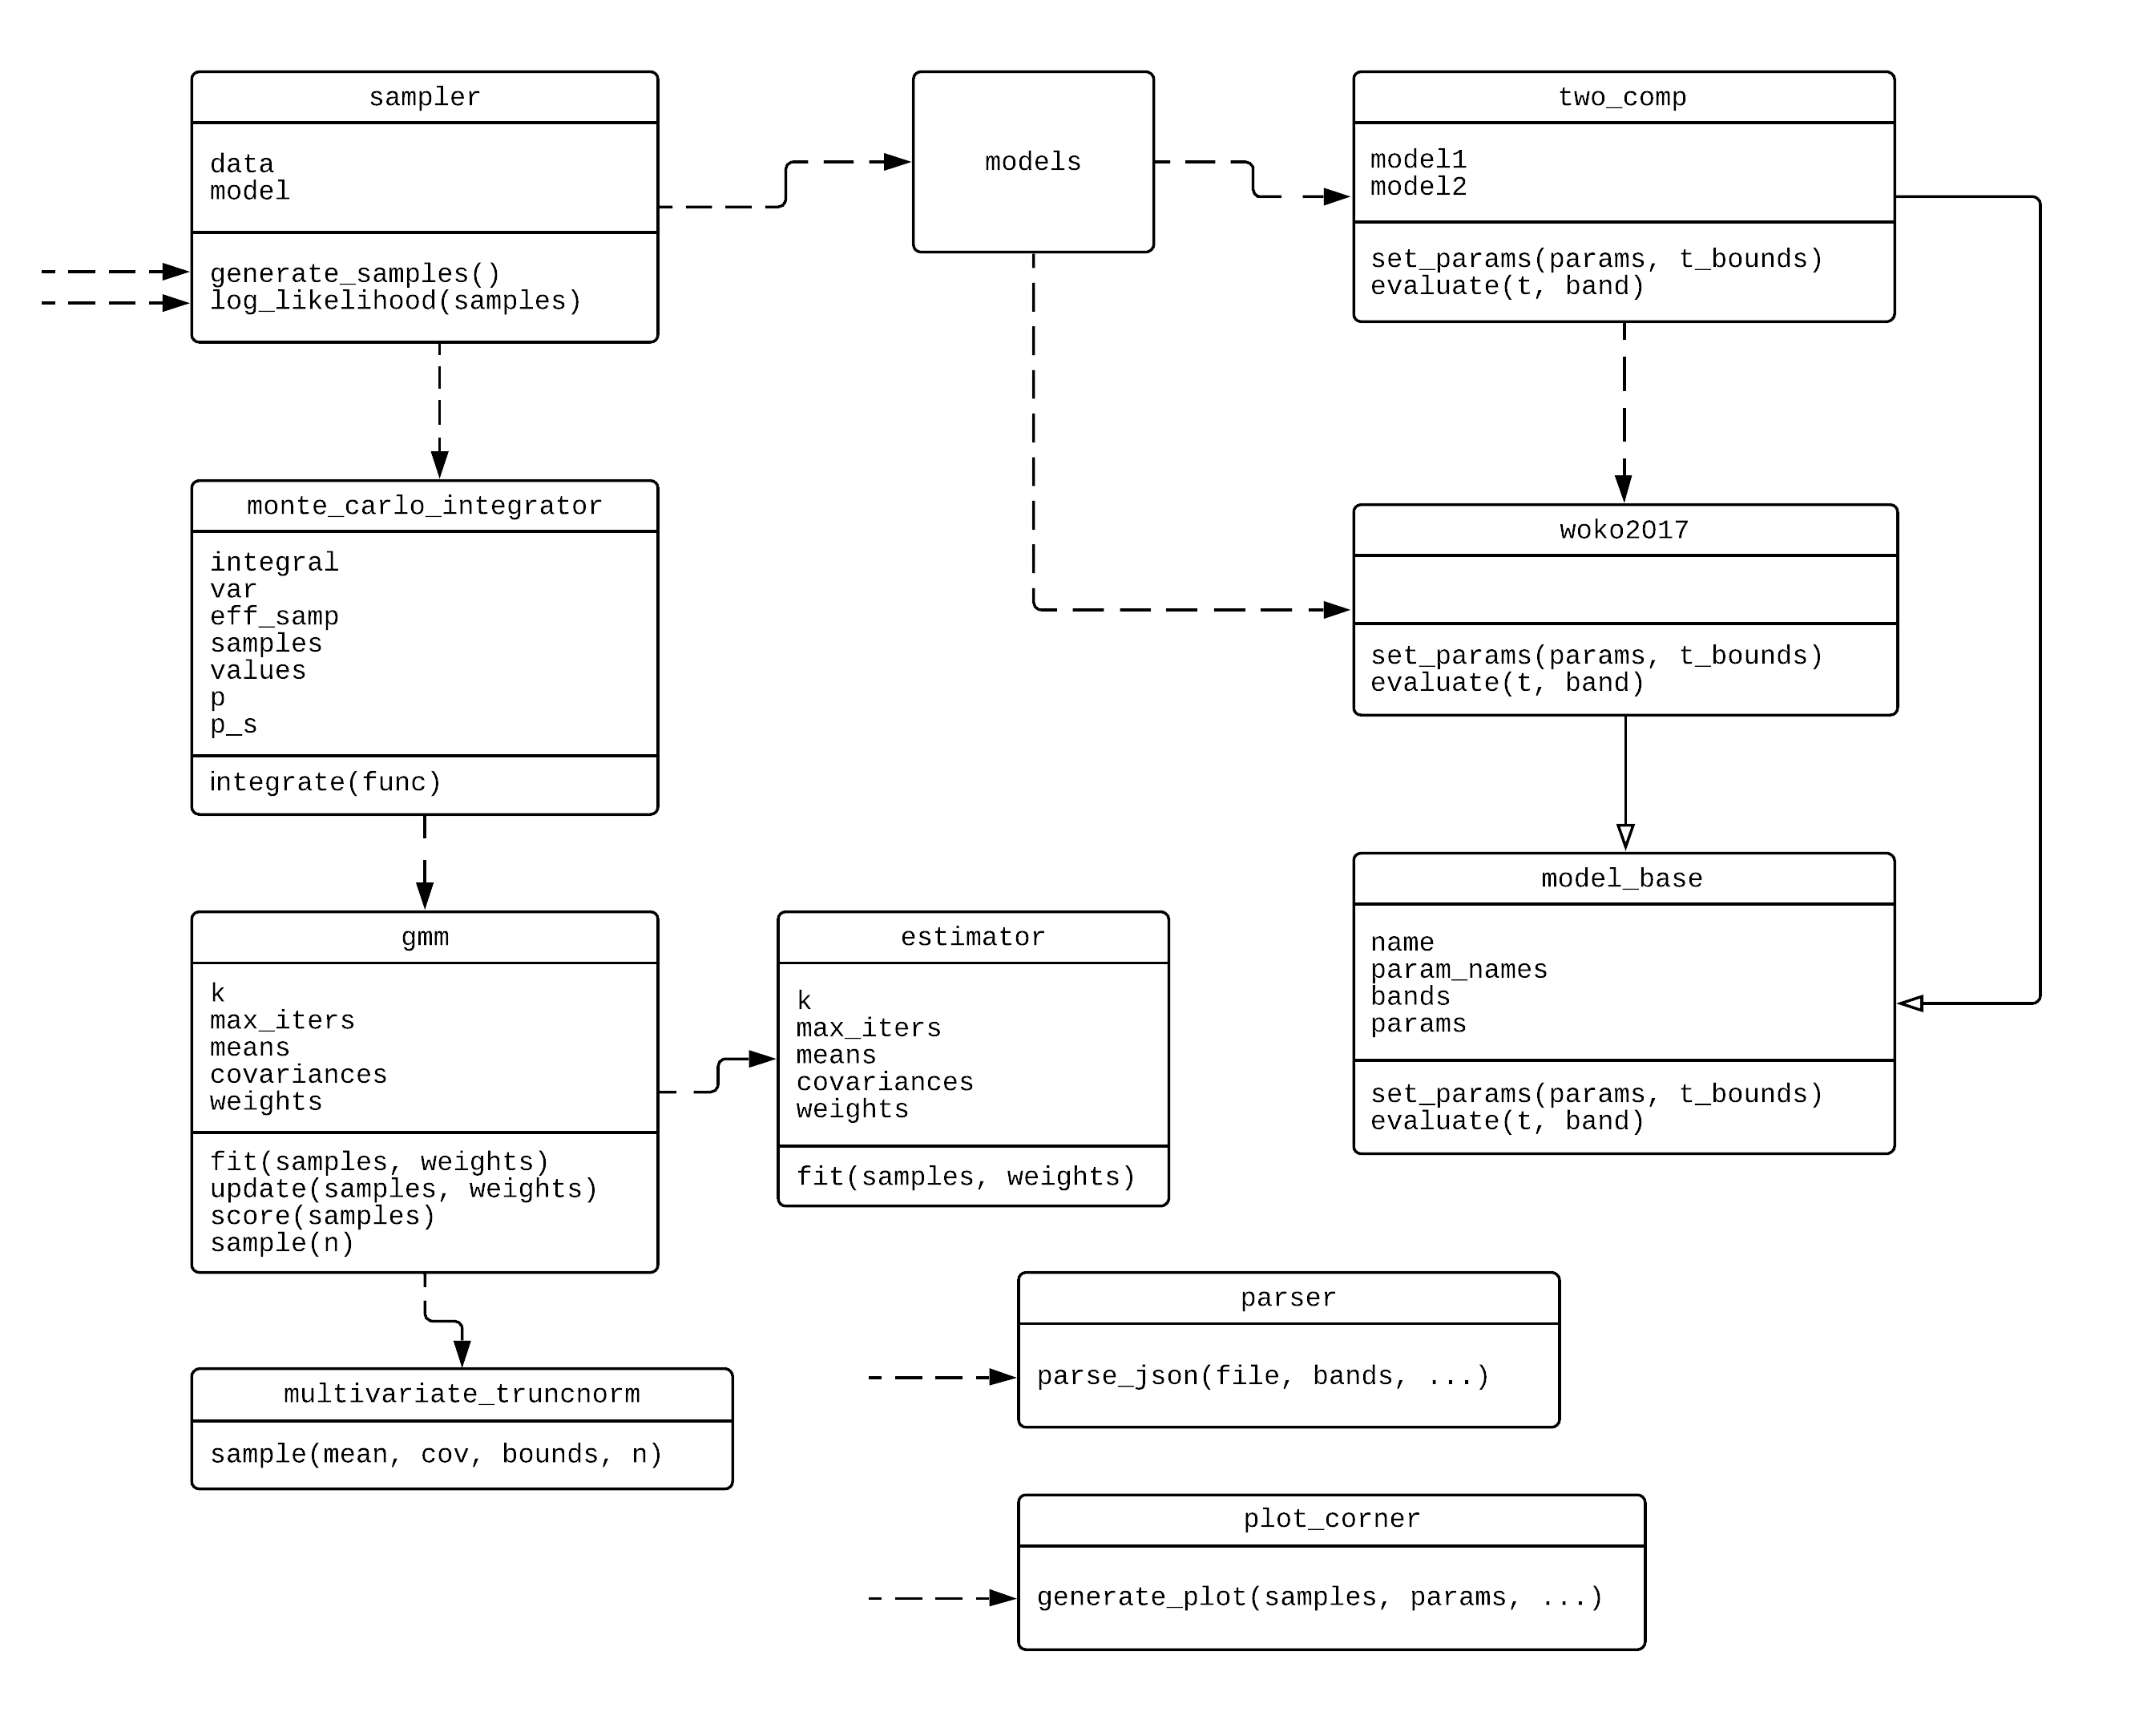 sampler
data
model
generate_samples()
log_likelihood(samples)
models
two_comp
model1
model2
set_params(params, t_bounds)
evaluate(t, band)
monte_carlo_integrator
integral
var
eff_samp
samples
values
p
p_s
integrate(func)
woko2017
set_params(params, t_bounds)
evaluate(t, band)
model_base
name
param_names
bands
params
set_params(params, t_bounds)
evaluate(t, band)
gmm
k
max_iters
means
covariances
weights
fit(samples, weights)
update(samples, weights)
score(samples)
sample(n)
estimator
k
max_iters
means
covariances
weights
fit(samples, weights)
parser
parse_json(file, bands, ...)
multivariate_truncnorm
sample(mean, cov, bounds, n)
plot_corner
generate_plot(samples, params, ...)